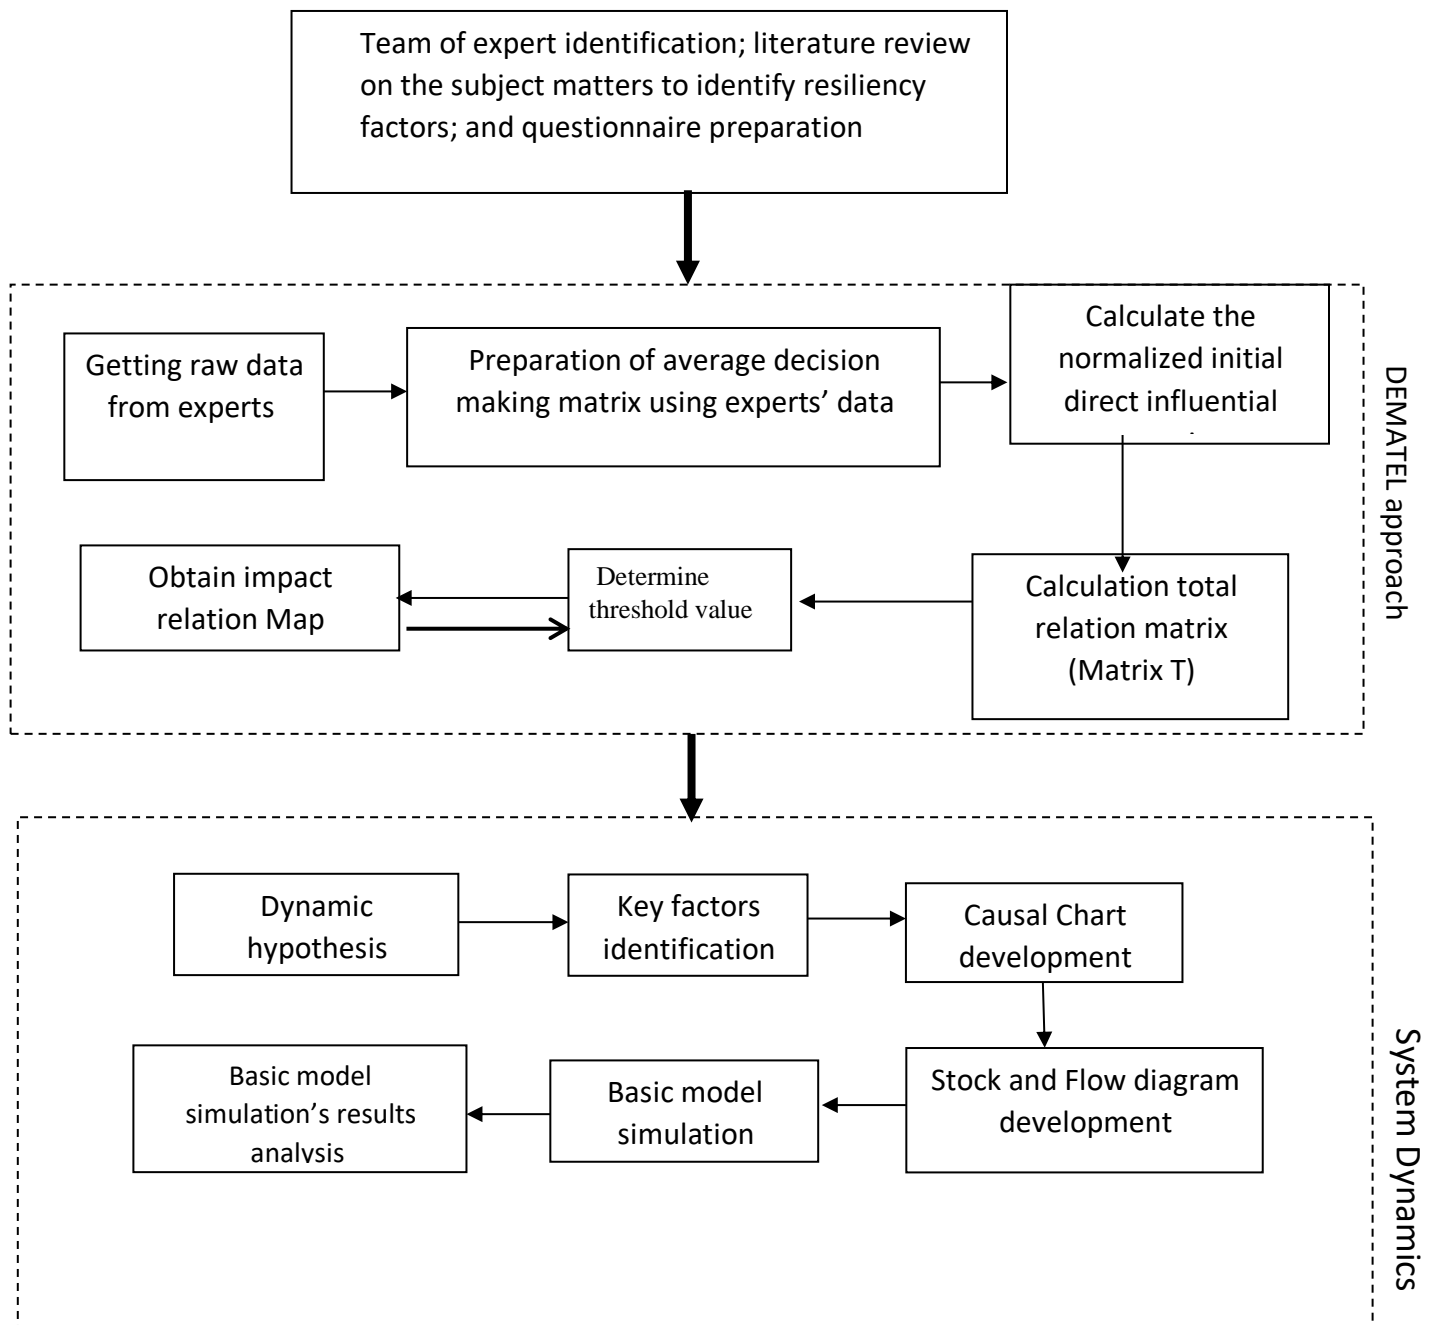 Team of expert identification; literature review
on the subject matters to identify resiliency
factors; and questionnaire preparation
Getting raw data
from experts
Preparation of average decision
making matrix using experts’ data
Calculate the
normalized initial
direct influential
DEMATEL approach
Obtain impact
relation Map
Determine
threshold value
Calculation total
relation matrix
(Matrix T)
Dynamic
hypothesis
Key factors
identification
Causal Chart
development
Basic model
simulation’s results
analysis
Basic model
simulation
Stock and Flow diagram
development
System Dynamics